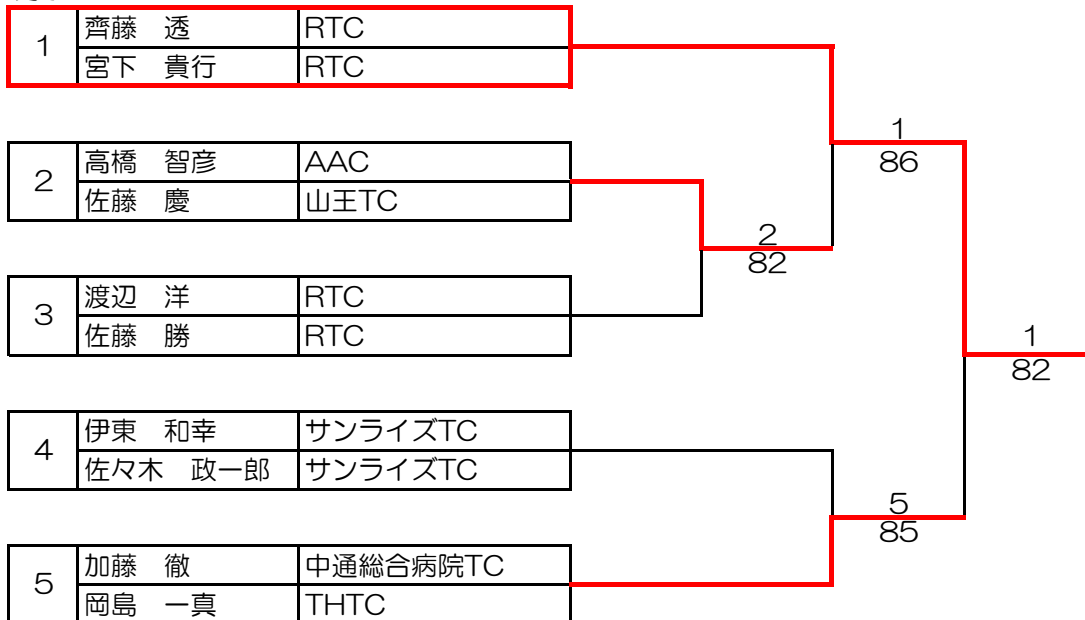 1
齊藤　透 RTC
宮下　貴行 RTC
2
高橋　智彦 AAC
佐藤　慶 山王TC
3
渡辺　洋 RTC
佐藤　勝 RTC
4
伊東　和幸 サンライズTC
佐々木　政一郎 サンライズTC
5
加藤　徹 中通総合病院TC
岡島　一真 THTC
2
82
1
86
5
85
1
82